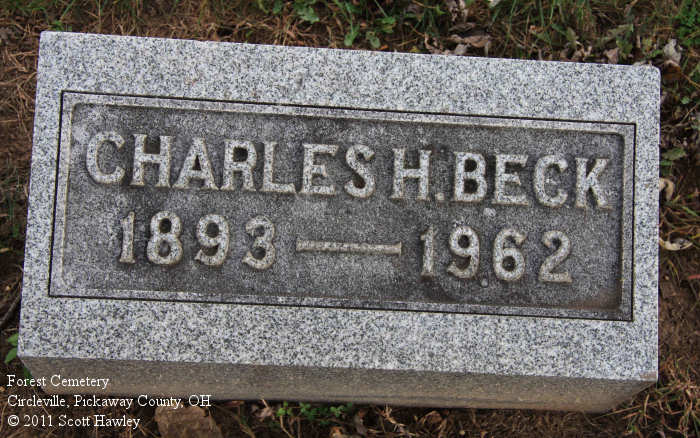 CHARLES H. BECK
1893 — 1962
Forest Cemetery
Circleville, Pickaway County, OH
© 2011 Scott Hawley